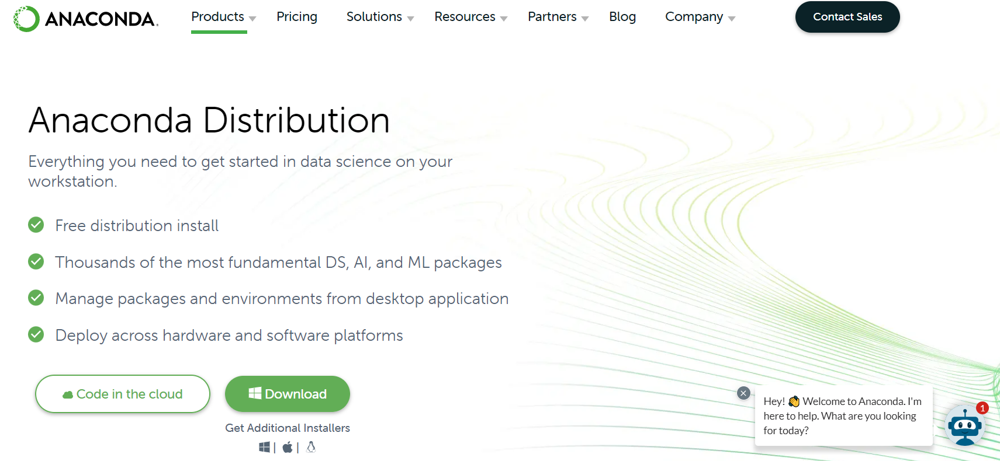 ANACONDA.
Products
Pricing
Solutions
Resources
Partners
Blog
Company
Contact Sales
Anaconda Distribution
Everything you need to get started in data science on your
workstation.
Free distribution install
Thousands of the most fundamental DS, AI, and ML packages
Manage packages and environments from desktop application
Deploy across hardware and software platforms
Code in the cloud
Download
Get Additional Installers
| |
Hey! 👋 Welcome to Anaconda. I'm
here to help. What are you looking
for today?
1